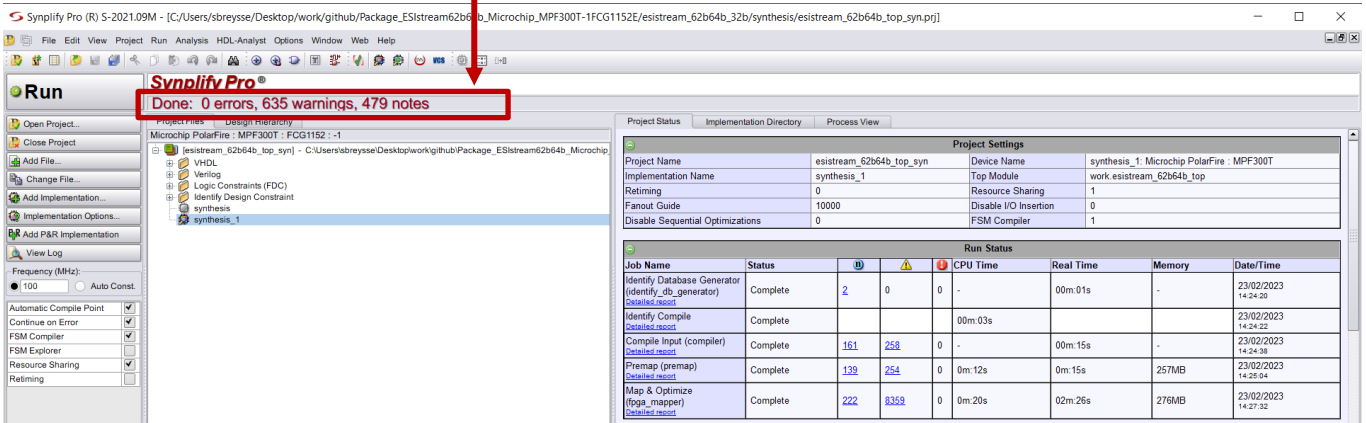 Synplify Pro (R) S-2021.09M - [C:/Users/sbreysse/Desktop/work/github/Package_ESIstream62b64b_Microchip_MPF300T-1FCG1152E/esistream_62b64b_32b/synthesis/esistream_62b64b_top_syn.prj]
File Edit View Project Run Analysis HDL-Analyst Options Window Web Help
Run
Synplify Pro®
Done: 0 errors, 635 warnings, 479 notes
Open Project...
Close Project
Add File...
Change File...
Add Implementation...
Implementation Options...
Add P&R Implementation
View Log
Frequency (MHz):
100 Auto Const.
Automatic Compile Point
Continue on Error
FSM Compiler
FSM Explorer
Resource Sharing
Retiming
Project Files Design Hierarchy
Microchip PolarFire : MPF300T : FCG1152 : -1
[esistream_62b64b_top_syn] - C:\Users\sbreysse\Desktop\work\github\Package_ESIstream62b64b_Microchip_
VHDL
Verilog
Logic Constraints (FDC)
Identify Design Constraint
synthesis
synthesis_1
Project Status Implementation Directory Process View
Project Settings
Project Name esistream_62b64b_top_syn Device Name synthesis_1: Microchip PolarFire : MPF300T
Implementation Name synthesis_1 Top Module work.esistream_62b64b_top
Retiming 0 Resource Sharing 1
Fanout Guide 10000 Disable I/O Insertion 0
Disable Sequential Optimizations 0 FSM Compiler 1
Run Status
Job Name Status n CPU Time Real Time Memory Date/Time
Identify Database Generator (identify_db_generator) Detailed report Complete 2 0 0 - 00m:01s - 23/02/2023 14:24:20
Identify Compile Detailed report Complete 00m:03s 23/02/2023 14:24:22
Compile Input (compiler) Detailed report Complete 161 258 0 - 00m:15s - 23/02/2023 14:24:38
Premap (premap) Detailed report Complete 139 254 0 0m:12s 0m:15s 257MB 23/02/2023 14:25:04
Map & Optimize (fpga_mapper) Detailed report Complete 222 8359 0 0m:20s 02m:26s 276MB 23/02/2023 14:27:32